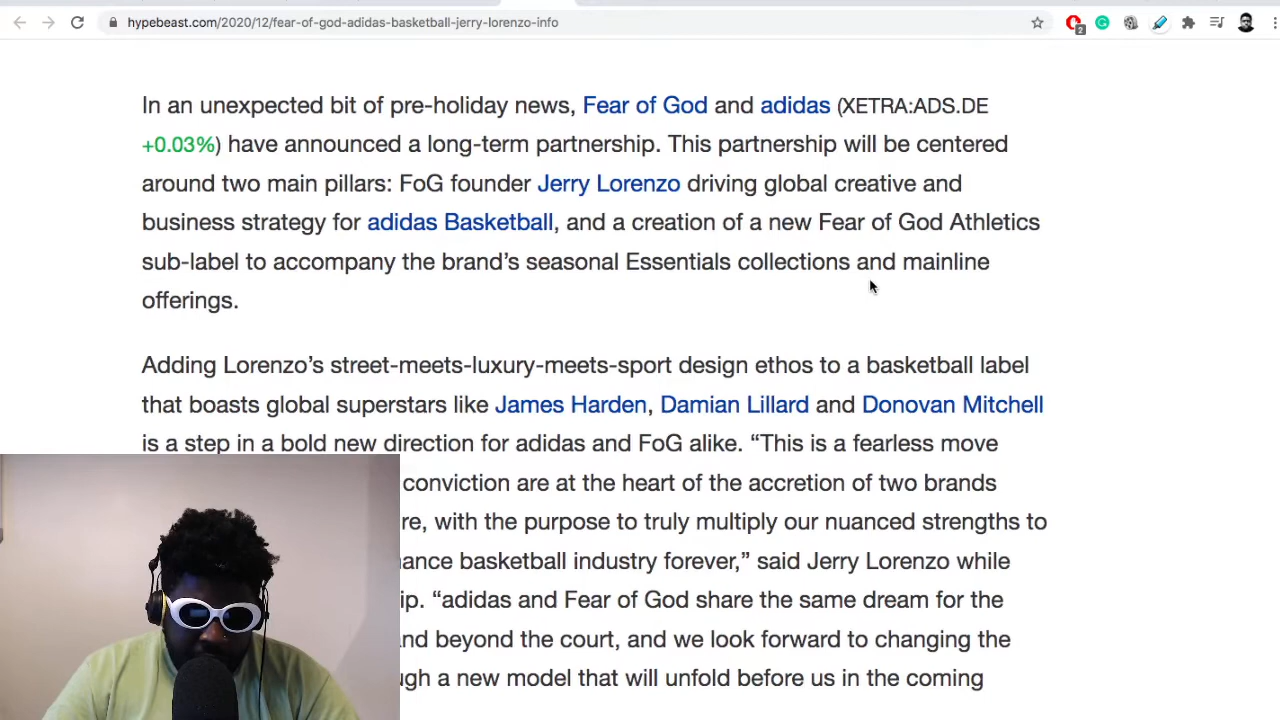 hypebeast.com/2020/12/fear-of-god-adidas-basketball-jerry-lorenzo-info
2
In an unexpected bit of pre-holiday news, Fear of God and adidas (XETRA:ADS.DE
+0.03%) have announced a long-term partnership. This partnership will be centered
around two main pillars: FoG founder Jerry Lorenzo driving global creative and
business strategy for adidas Basketball, and a creation of a new Fear of God Athletics
sub-label to accompany the brand’s seasonal Essentials collections and mainline
offerings.
Adding Lorenzo’s street-meets-luxury-meets-sport design ethos to a basketball label
that boasts global superstars like James Harden, Damian Lillard and Donovan Mitchell
is a step in a bold new direction for adidas and FoG alike. “This is a fearless move
conviction are at the heart of the accretion of two brands
re, with the purpose to truly multiply our nuanced strengths to
ance basketball industry forever,” said Jerry Lorenzo while
ip. “adidas and Fear of God share the same dream for the
nd beyond the court, and we look forward to changing the
ugh a new model that will unfold before us in the coming